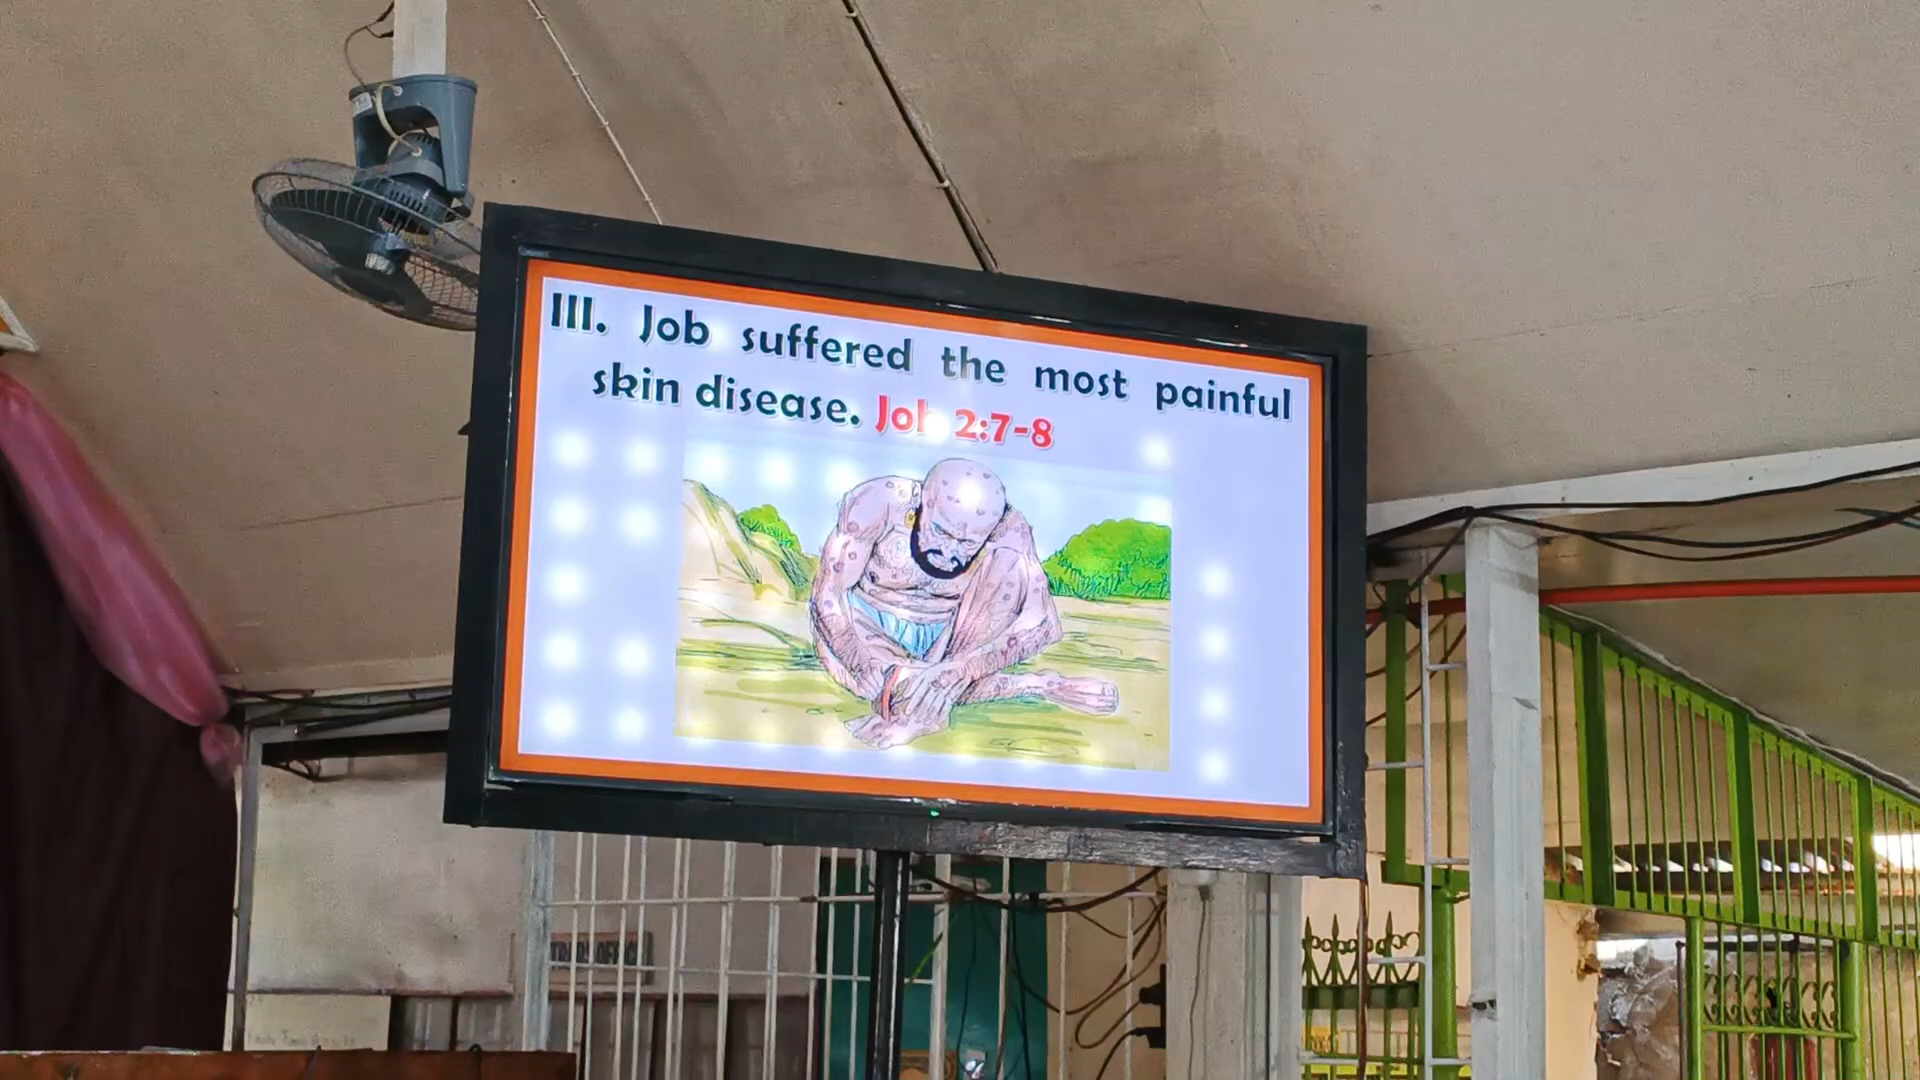 III. Job suffered the most painful
skin disease. Job 2:7-8